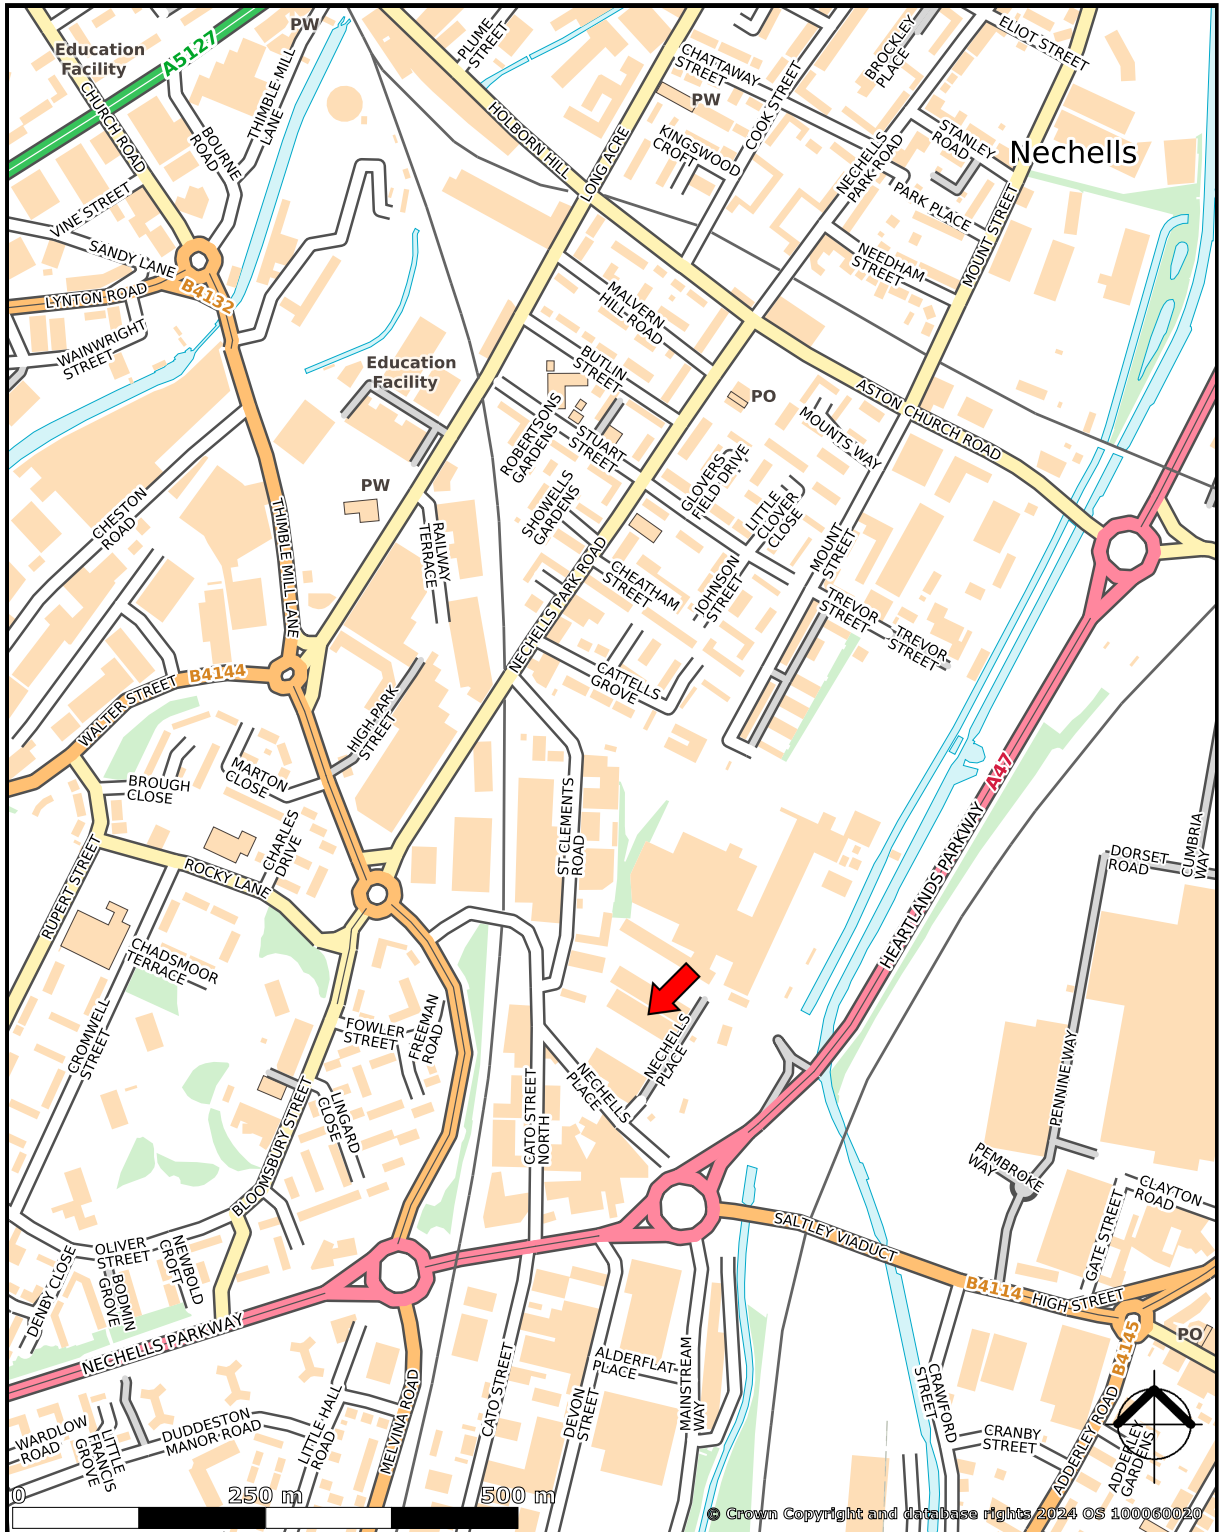 PW
Education
Facility
A5127
PLUME
STREET
BROCKLEY
PLACE
ELIOT STREET
CHATTAWAY
STREET
PW
COOK STREET
CHURCH ROAD
THIMBLE MILL
LANE
BOURNE
ROAD
HOLBORN HILL
LONG ACRE
KINGSWOOD
CROFT
STANLEY
ROAD
Nechells
NECHELLS
PARK ROAD
PARK PLACE
MOUNT STREET
VINE STREET
SANDY LANE
LYNTON ROAD
B4132
WAINWRIGHT
STREET
NEEDHAM
STREET
MALVERN
HILL ROAD
BUTLIN
STREET
Education
Facility
PO
ASTON CHURCH ROAD
MOUNTS WAY
ROBERTSONS
GARDENS
STUART
STREET
GLOVERS
FIELD DRIVE
LITTLE
CLOVER
CLOSE
SHOWELLS
GARDENS
PW
CHESTON
ROAD
THIMBLE MILL LANE
RAILWAY
TERRACE
MOUNT
STREET
NECHELLS PARK ROAD
CHEATHAM
STREET
JOHNSON
STREET
TREVOR
STREET
TREVOR
STREET
CATTELLS
GROVE
B4144
WALTER STREET
HIGH PARK
STREET
BROUGH
CLOSE
MARTON
CLOSE
CHARLES
DRIVE
ROCKY LANE
RUPERT STREET
ST CLEMENTS
ROAD
A47
HEARTLANDS PARKWAY
DORSET
ROAD
CUMBRIA
WAY
CHADSMOOR
TERRACE
CROMWELL
STREET
FOWLER
STREET
FREEMAN
ROAD
NECHELLS
PLACE
NECHELLS
PLACE
CATO STREET
NORTH
LINGARD
CLOSE
BLOOMSBURY STREET
PENNINE WAY
PEMBROKE
WAY
CLAYTON
ROAD
GATE STREET
SALTLEY VIADUCT
B4114
HIGH STREET
B4145
PO
OLIVER
STREET
NEWBOLD
CROFT
BODMIN
GROVE
DENBY CLOSE
NECHELLS PARKWAY
ALDERFLAT
PLACE
MAINSTREAM
WAY
DEVON
STREET
CATO STREET
MELVINA ROAD
LITTLE HALL
ROAD
DUDDESTON
MANOR ROAD
LITTLE
FRANCIS
GROVE
WARDLOW
ROAD
CRAWFORD
STREET
CRANBY
STREET
ADDERLEY ROAD
ADDERLEY
GARDENS
0 250 m 500 m
© Crown Copyright and database rights 2024 OS 100060020